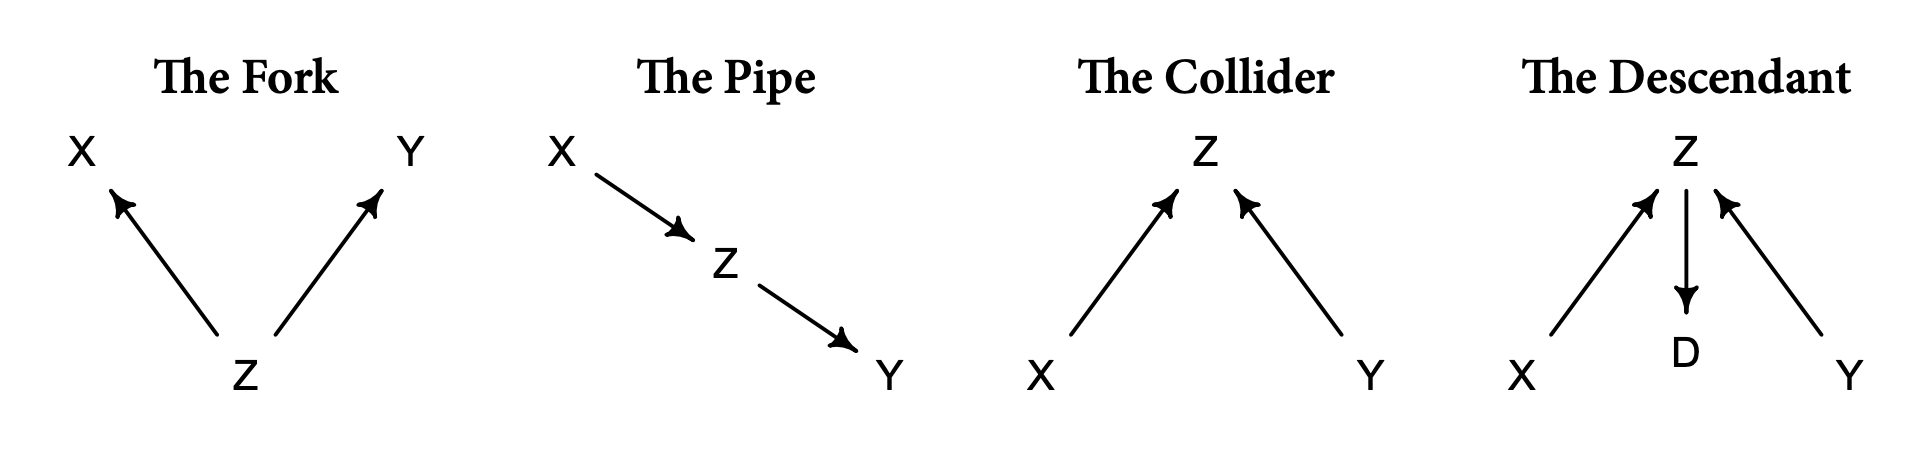 The Fork
X Y
Z
The Pipe
X
Z
Y
The Collider
Z
X Y
The Descendant
Z
D
X Y